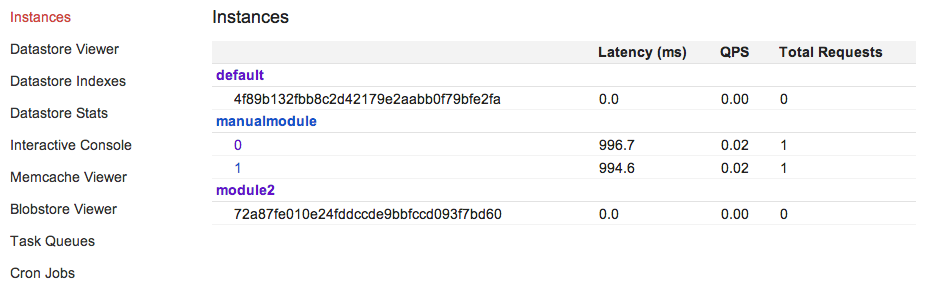 Instances
Datastore Viewer
Datastore Indexes
Datastore Stats
Interactive Console
Memcache Viewer
Blobstore Viewer
Task Queues
Cron Jobs
Instances
Latency (ms) QPS Total Requests
default
4f89b132fbb8c2d42179e2aabb0f79bfe2fa 0.0 0.00 0
manualmodule
0 996.7 0.02 1
1 994.6 0.02 1
module2
72a87fe010e24fddccde9bbfccd093f7bd60 0.0 0.00 0